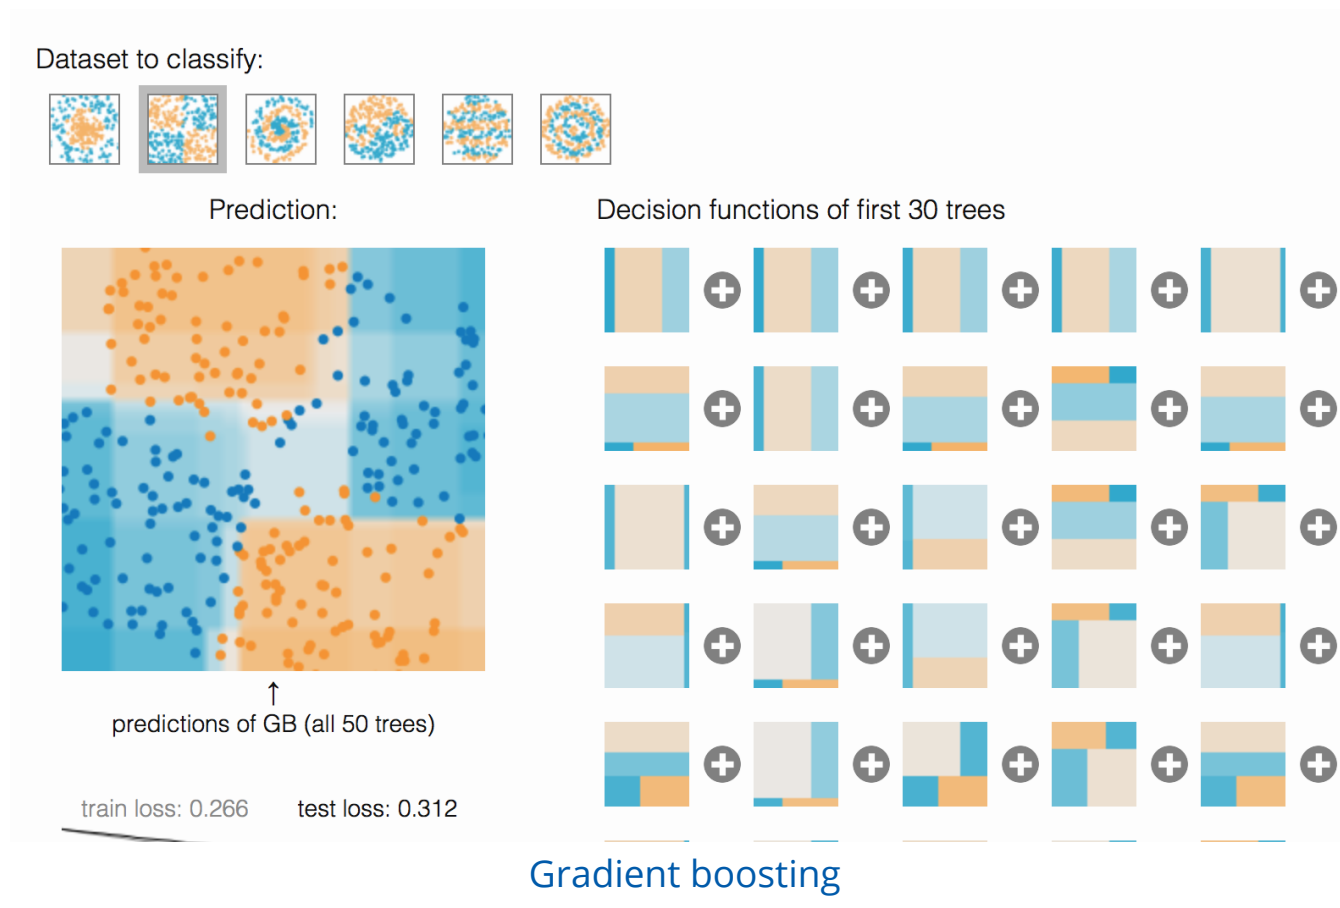 Dataset to classify:
Prediction:
Decision functions of first 30 trees
↑
predictions of GB (all 50 trees)
train loss: 0.266 test loss: 0.312
Gradient boosting